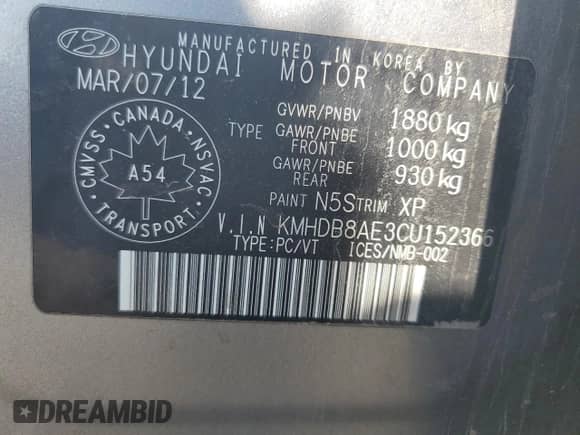 MANUFACTURED IN KOREA BY
HYUNDAI MOTOR COMPANY
MAR/07/12
CMVSS · CANADA · NSVAC · TRANSPORT ·
A54
GVWR/PNBV 1880 kg
TYPE GAWR/PNBE FRONT 1000 kg
GAWR/PNBE REAR 930 kg
PAINT N5S TRIM XP
V.I.N KMHDB8AE3CU152366
TYPE:PC/VT ICES/NMB-002
DREAMBID